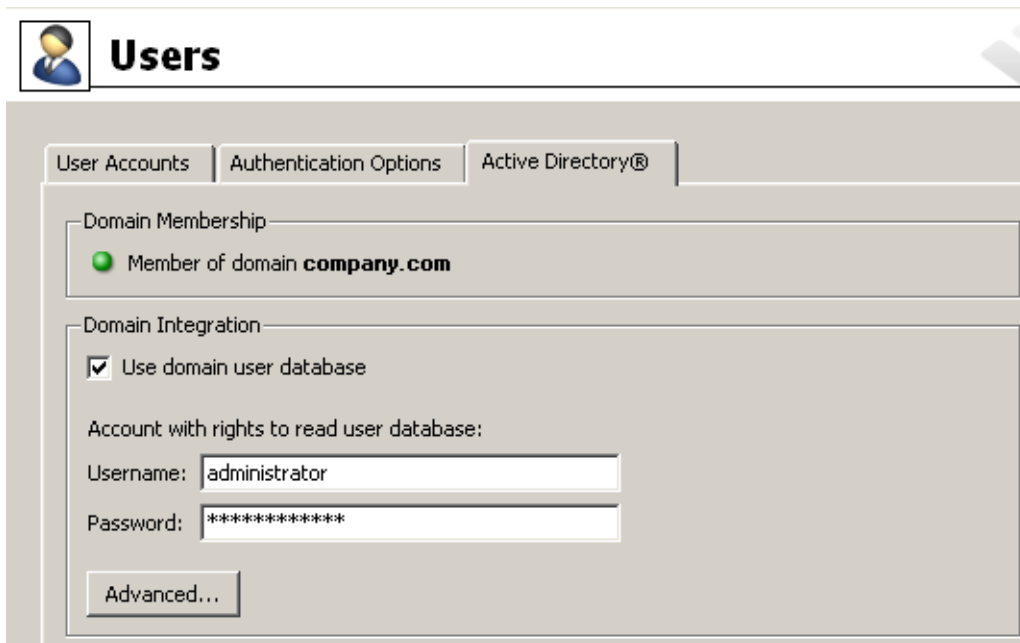 Users
User Accounts
Authentication Options
Active Directory®
Domain Membership
Member of domain company.com
Domain Integration
Use domain user database
Account with rights to read user database:
Username: administrator
Password: ************
Advanced...